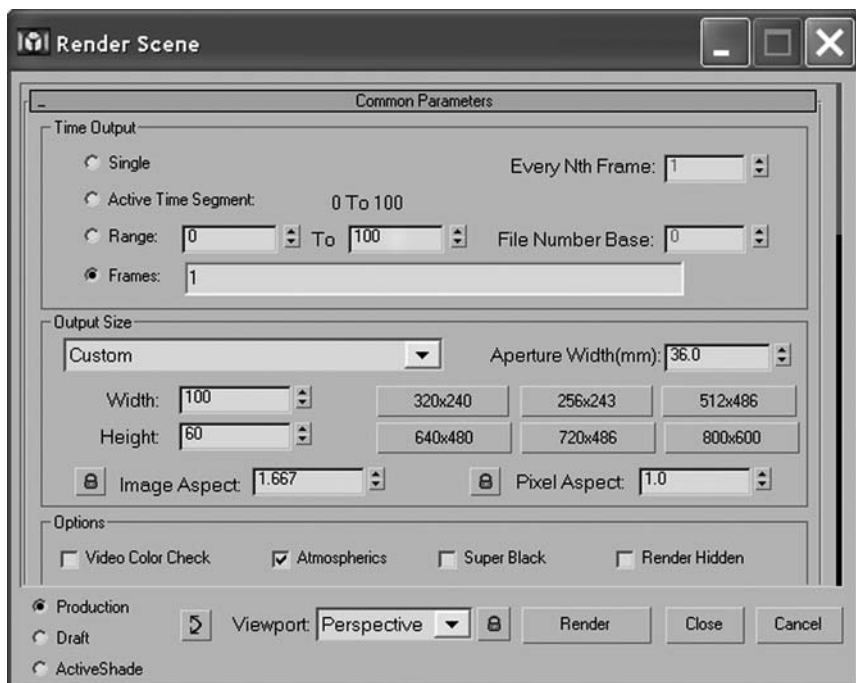 Render Scene
Common Parameters
Time Output
Single
Every Nth Frame: 1
Active Time Segment: 0 To 100
Range: 0 To 100
File Number Base: 0
Frames: 1
Output Size
Custom
Aperture Width(mm): 36.0
Width: 100
320x240 256x243 512x486
Height: 60
640x480 720x486 800x600
Image Aspect: 1.667
Pixel Aspect: 1.0
Options
Video Color Check
Atmospherics
Super Black
Render Hidden
Production
Draft
ActiveShade
Viewport: Perspective
Render
Close
Cancel